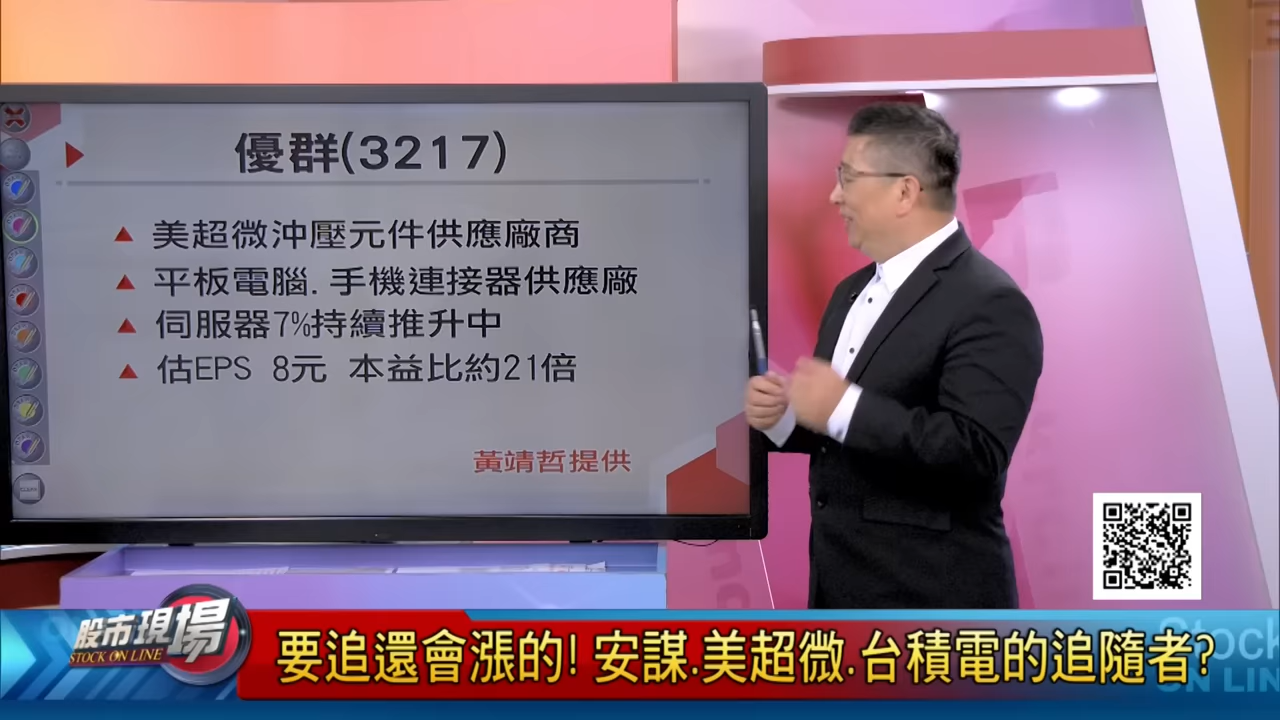 優群(3217)
美超微沖壓元件供應廠商
平板電腦.手機連接器供應廠
伺服器7%持續推升中
估EPS 8元 本益比約21倍
黃靖哲提供
股市現場
STOCK ON LINE
要追還會漲的! 安謀.美超微.台積電的追隨者?
Stock
ON LINE